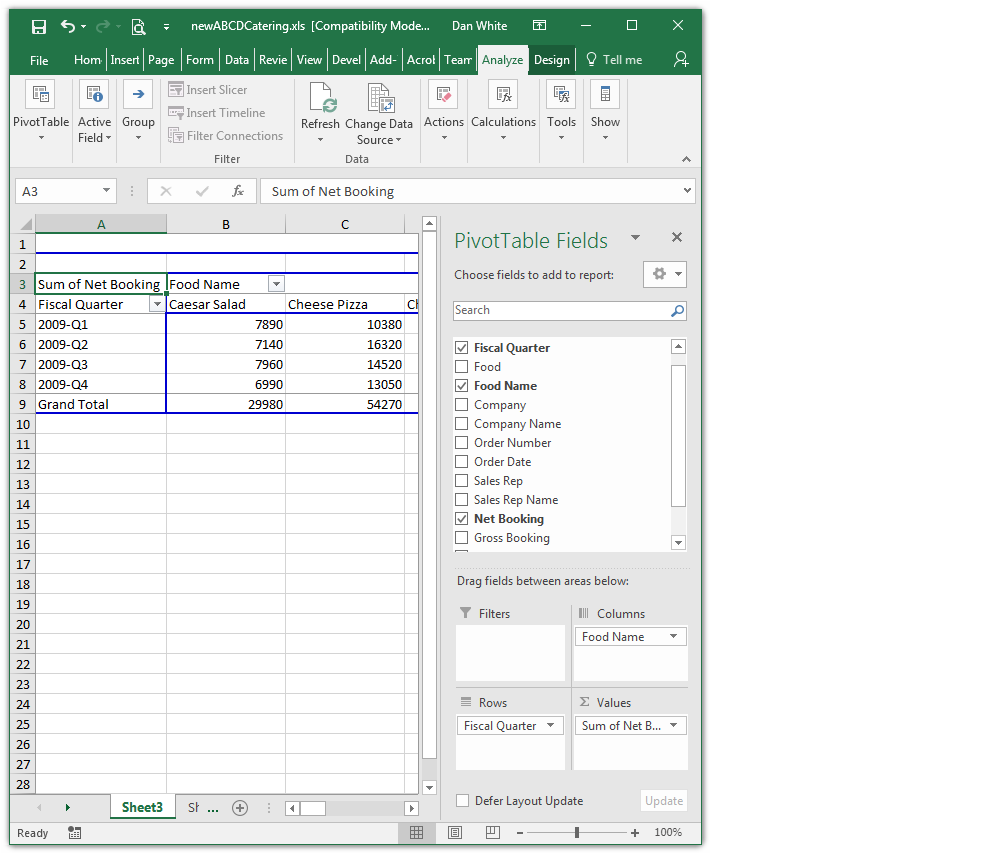 newABCDCatering.xls [Compatibility Mode... Dan White
File Hom Insert Page Form Data Revie View Devel Add- Acrol Team Analyze Design Tell me
PivotTable
Active
Field
Group
Insert Slicer
Insert Timeline
Filter Connections
Filter
Refresh
Change Data
Source
Data
Actions
Calculations
Tools
Show
A3 fx Sum of Net Booking
A B C
1
2
3 Sum of Net Booking Food Name
4 Fiscal Quarter Caesar Salad Cheese Pizza
5 2009-Q1 7890 10380
6 2009-Q2 7140 16320
7 2009-Q3 7960 14520
8 2009-Q4 6990 13050
9 Grand Total 29980 54270
10
11
12
13
14
15
16
17
18
19
20
21
22
23
24
25
26
27
28
PivotTable Fields
Choose fields to add to report:
Search
Fiscal Quarter
Food
Food Name
Company
Company Name
Order Number
Order Date
Sales Rep
Sales Rep Name
Net Booking
Gross Booking
Drag fields between areas below:
Filters
Columns
Food Name
Rows
Fiscal Quarter
Σ Values
Sum of Net B...
Defer Layout Update Update
Sheet3 Sh ...
Ready 100%